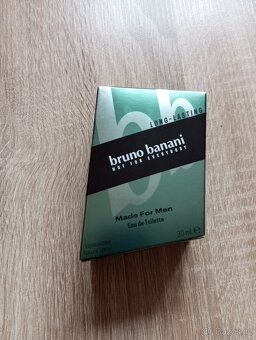 LONG-LASTING
bruno banani
NOT FOR EVERYBODY
Made For Men
Eau de Toilette
30 ml e